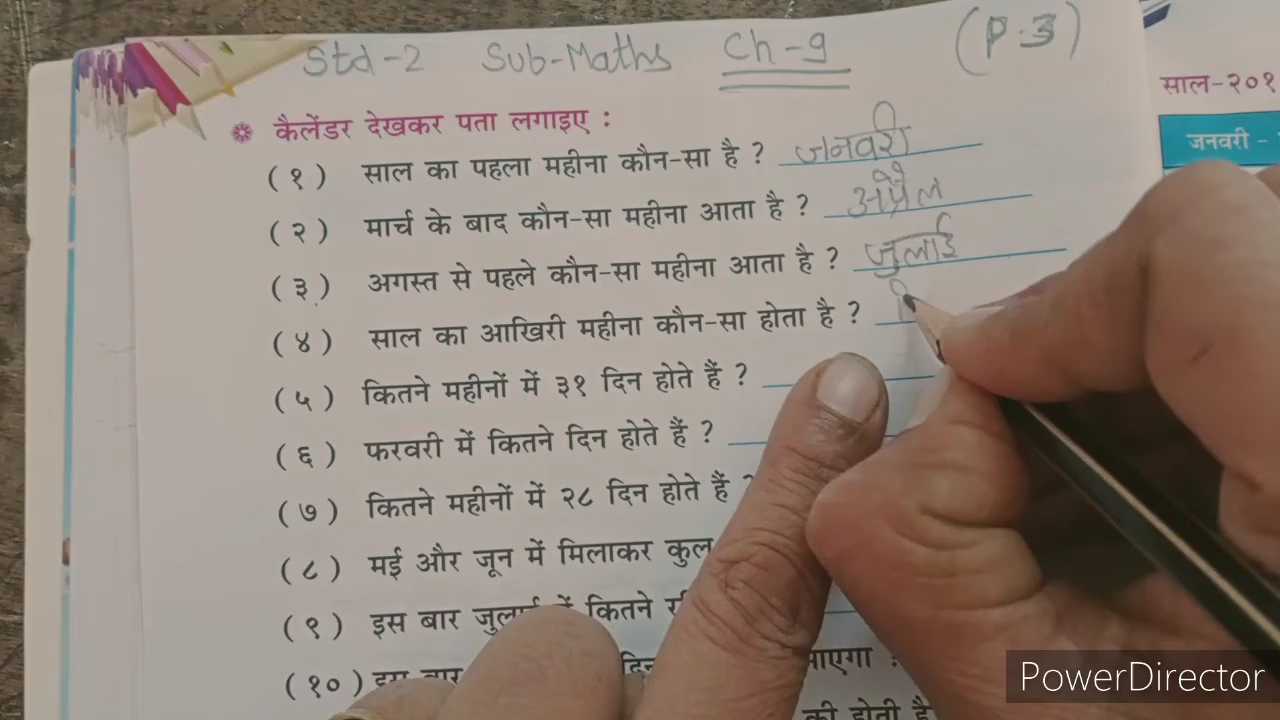 Std-2 Sub-Maths Ch-9 (P.3)
कैलेंडर देखकर पता लगाइए :
(१) साल का पहला महीना कौन-सा है ? जनवरी
(२) मार्च के बाद कौन-सा महीना आता है ? अप्रैल
(३) अगस्त से पहले कौन-सा महीना आता है ? जुलाई
(४) साल का आखिरी महीना कौन-सा होता है ?
(५) कितने महीनों में ३१ दिन होते हैं ?
(६) फरवरी में कितने दिन होते हैं ?
(७) कितने महीनों में २८ दिन होते हैं ?
(८) मई और जून में मिलाकर कुल
(९) इस बार जुलाई में कितने
(१०) इस बार दिन
की होती है
साल-२०१
जनवरी -
PowerDirector